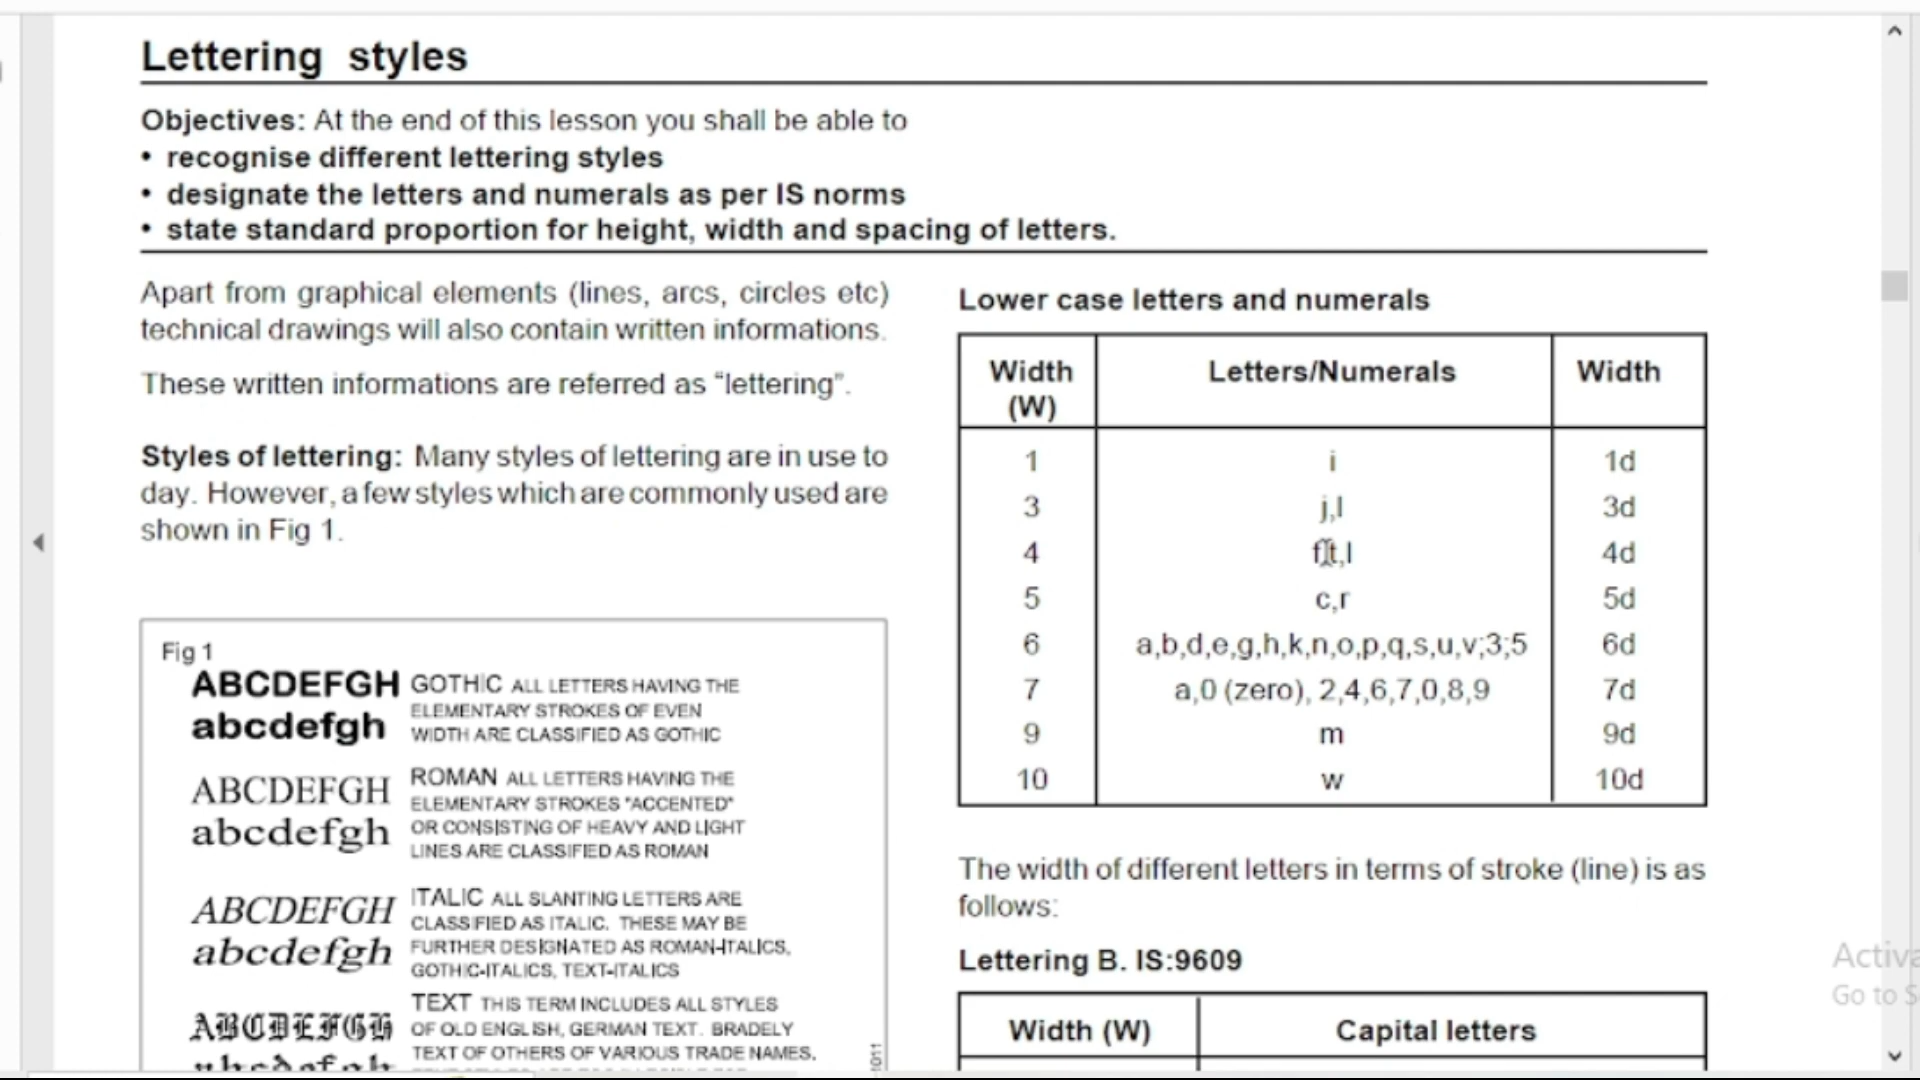 Lettering styles
Objectives: At the end of this lesson you shall be able to
• recognise different lettering styles
• designate the letters and numerals as per IS norms
• state standard proportion for height, width and spacing of letters.
Apart from graphical elements (lines, arcs, circles etc)
technical drawings will also contain written informations.
These written informations are referred as "lettering".
Styles of lettering: Many styles of lettering are in use to
day. However, a few styles which are commonly used are
shown in Fig 1.
Fig 1
ABCDEFGH GOTHIC ALL LETTERS HAVING THE
abcdefgh ELEMENTARY STROKES OF EVEN
WIDTH ARE CLASSIFIED AS GOTHIC
ABCDEFGH ROMAN ALL LETTERS HAVING THE
ELEMENTARY STROKES "ACCENTED"
abcdefgh OR CONSISTING OF HEAVY AND LIGHT
LINES ARE CLASSIFIED AS ROMAN
ABCDEFGH ITALIC ALL SLANTING LETTERS ARE
CLASSIFIED AS ITALIC. THESE MAY BE
abcdefgh FURTHER DESIGNATED AS ROMAN-ITALICS,
GOTHIC-ITALICS, TEXT-ITALICS
ABCDEFGH TEXT THIS TERM INCLUDES ALL STYLES
OF OLD ENGLISH, GERMAN TEXT. BRADELY
TEXT OF OTHERS OF VARIOUS TRADE NAMES.
Lower case letters and numerals
Width (W) Letters/Numerals Width
1 i 1d
3 j,l 3d
4 f,t,l 4d
5 c,r 5d
6 a,b,d,e,g,h,k,n,o,p,q,s,u,v;3;5 6d
7 a,0 (zero), 2,4,6,7,0,8,9 7d
9 m 9d
10 w 10d
The width of different letters in terms of stroke (line) is as
follows:
Lettering B. IS:9609
Width (W) Capital letters
Go to